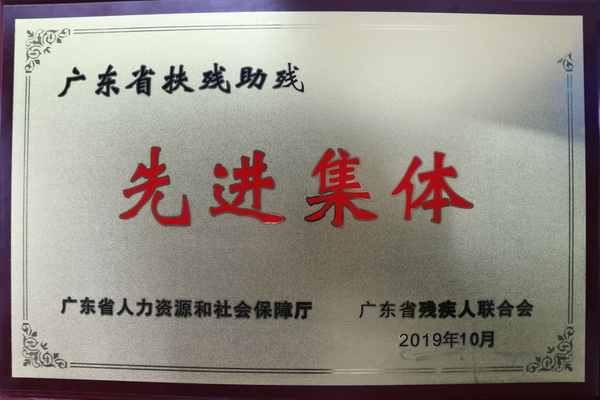 广东省扶残助残
先进集体
广东省人力资源和社会保障厅 广东省残疾人联合会
2019年10月